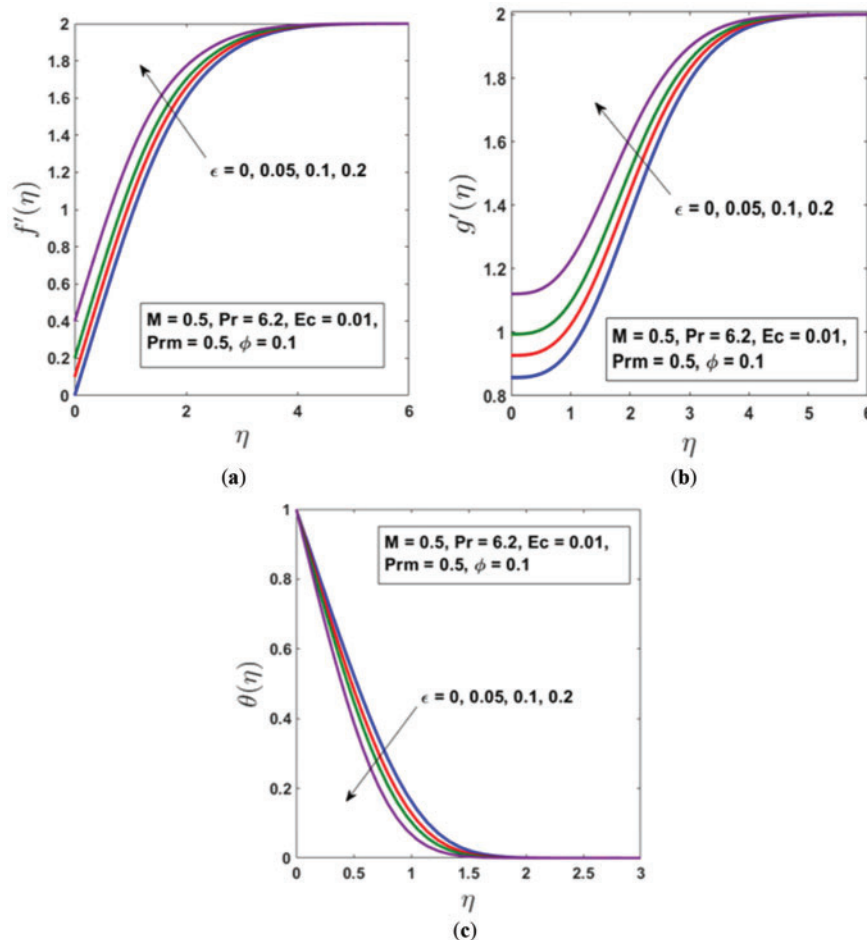 2
1.8
1.6
1.4
1.2
1
0.8
0.6
0.4
0.2
0
f′(η)
ϵ = 0, 0.05, 0.1, 0.2
M = 0.5, Pr = 6.2, Ec = 0.01,
Prm = 0.5, ϕ = 0.1
0 2 4 6
η
(a)
2
1.8
1.6
1.4
1.2
1
0.8
g′(η)
ϵ = 0, 0.05, 0.1, 0.2
M = 0.5, Pr = 6.2, Ec = 0.01,
Prm = 0.5, ϕ = 0.1
0 1 2 3 4 5 6
η
(b)
1
0.8
0.6
0.4
0.2
0
θ(η)
M = 0.5, Pr = 6.2, Ec = 0.01,
Prm = 0.5, ϕ = 0.1
ϵ = 0, 0.05, 0.1, 0.2
0 0.5 1 1.5 2 2.5 3
η
(c)